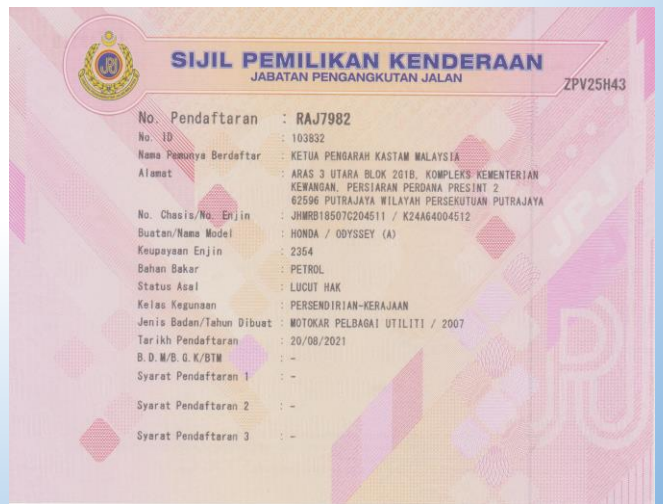 SIJIL PEMILIKAN KENDERAAN
JABATAN PENGANGKUTAN JALAN
ZPV25H43
No. Pendaftaran : RAJ7982
No. ID : 103832
Nama Pemunya Berdaftar : KETUA PENGARAH KASTAM MALAYSIA
Alamat : ARAS 3 UTARA BLOK 2G1B, KOMPLEKS KEMENTERIAN
KEWANGAN, PERSIARAN PERDANA PRESINT 2
62596 PUTRAJAYA WILAYAH PERSEKUTUAN PUTRAJAYA
No. Chasis/No. Enjin : JHMRB18507C204511 / K24A64004512
Buatan/Nama Model : HONDA / ODYSSEY (A)
Keupayaan Enjin : 2354
Bahan Bakar : PETROL
Status Asal : LUCUT HAK
Kelas Kegunaan : PERSENDIRIAN-KERAJAAN
Jenis Badan/Tahun Dibuat : MOTOKAR PELBAGAI UTILITI / 2007
Tarikh Pendaftaran : 20/08/2021
B.D.M/B.G.K/BTM : -
Syarat Pendaftaran 1 : -
Syarat Pendaftaran 2 : -
Syarat Pendaftaran 3 : -
JPJ